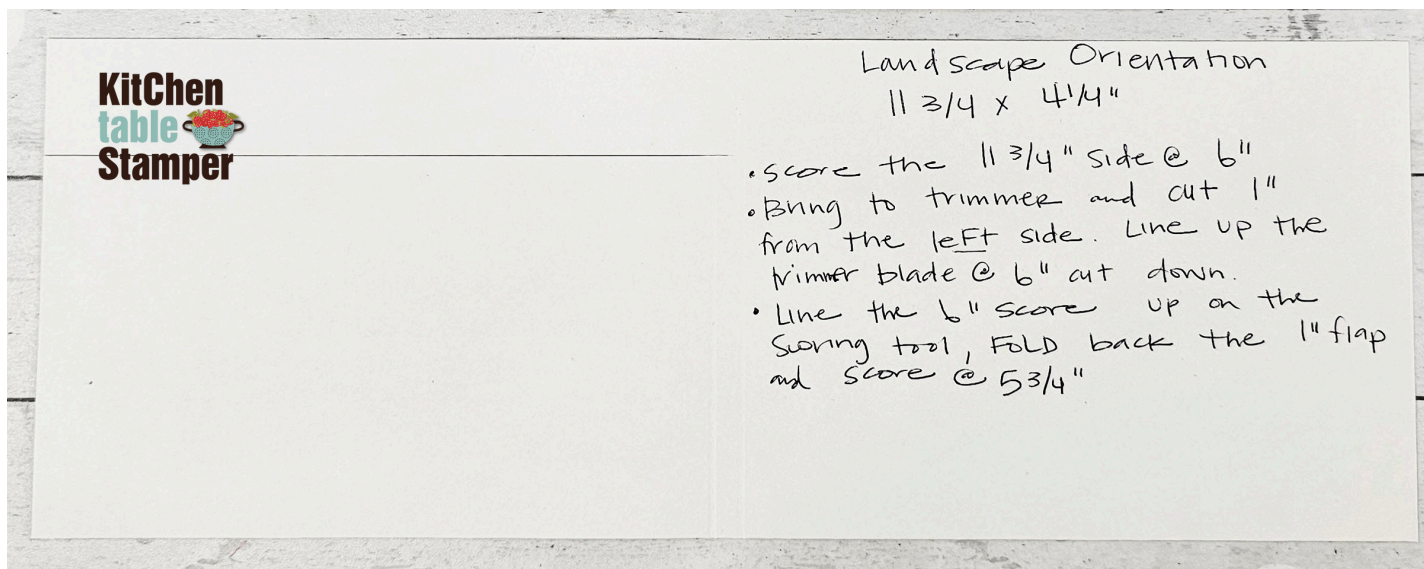 KitChen
table
Stamper
Landscape Orientation
11 3/4 x 4 1/4"
• Score the 11 3/4" side @ 6"
• Bring to trimmer and cut 1"
from the leFt side. Line up the
trimmer blade @ 6" cut down.
• Line the 6" score up on the
scoring tool, FOLD back the 1" flap
and score @ 5 3/4"